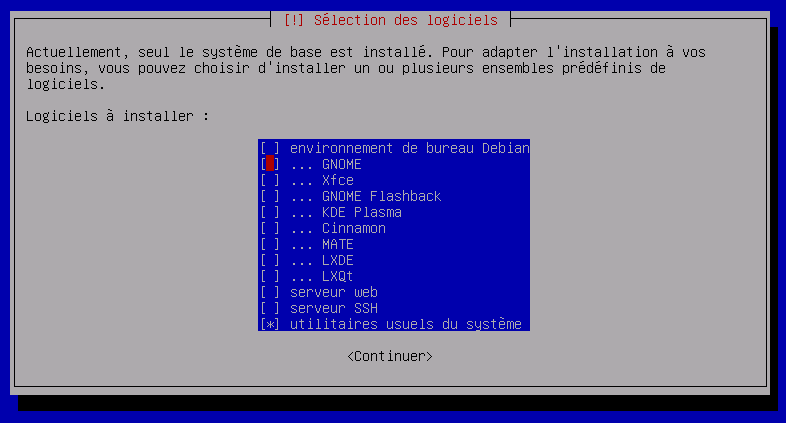 [!] Sélection des logiciels
Actuellement, seul le système de base est installé. Pour adapter l'installation à vos
besoins, vous pouvez choisir d'installer un ou plusieurs ensembles prédéfinis de
logiciels.
Logiciels à installer :
[ ] environnement de bureau Debian
[ ] ... GNOME
[ ] ... Xfce
[ ] ... GNOME Flashback
[ ] ... KDE Plasma
[ ] ... Cinnamon
[ ] ... MATE
[ ] ... LXDE
[ ] ... LXQt
[ ] serveur web
[ ] serveur SSH
[*] utilitaires usuels du système
<Continuer>